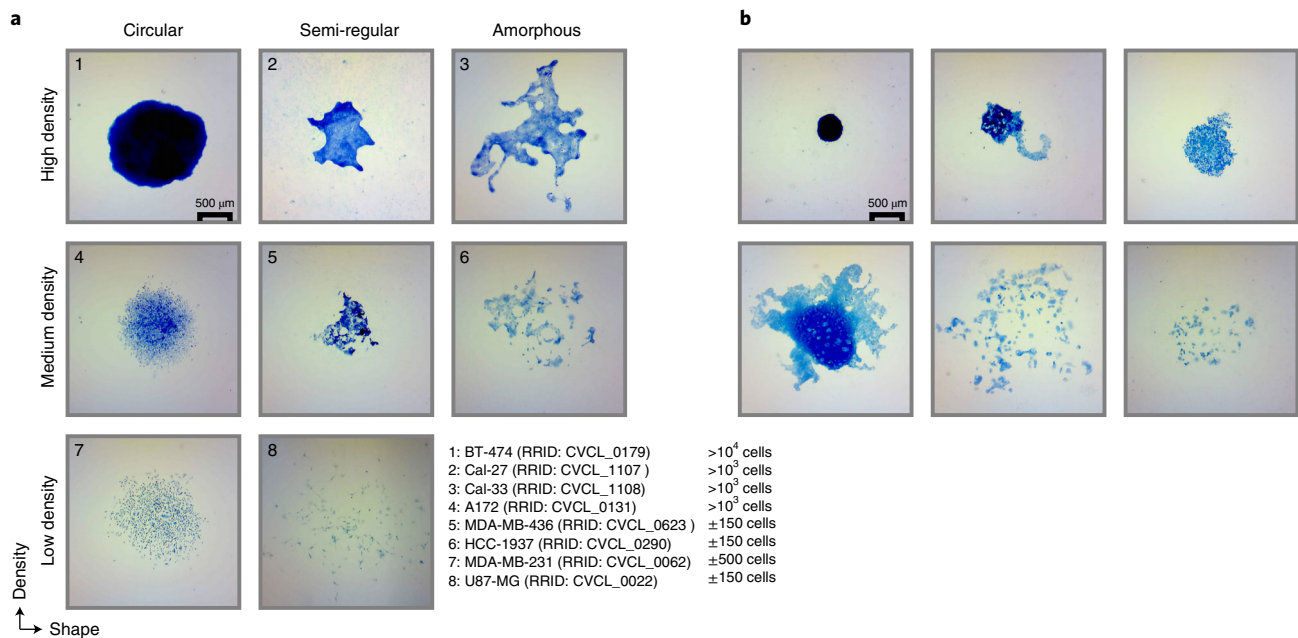 a
b
Circular
Semi-regular
Amorphous
High density
1
2
3
500 μm
500 μm
Medium density
4
5
6
Low density
7
8
1: BT-474 (RRID: CVCL_0179) >10⁴ cells
2: Cal-27 (RRID: CVCL_1107 ) >10³ cells
3: Cal-33 (RRID: CVCL_1108) >10³ cells
4: A172 (RRID: CVCL_0131) >10³ cells
5: MDA-MB-436 (RRID: CVCL_0623 ) ±150 cells
6: HCC-1937 (RRID: CVCL_0290) ±150 cells
7: MDA-MB-231 (RRID: CVCL_0062) ±500 cells
8: U87-MG (RRID: CVCL_0022) ±150 cells
Density
Shape